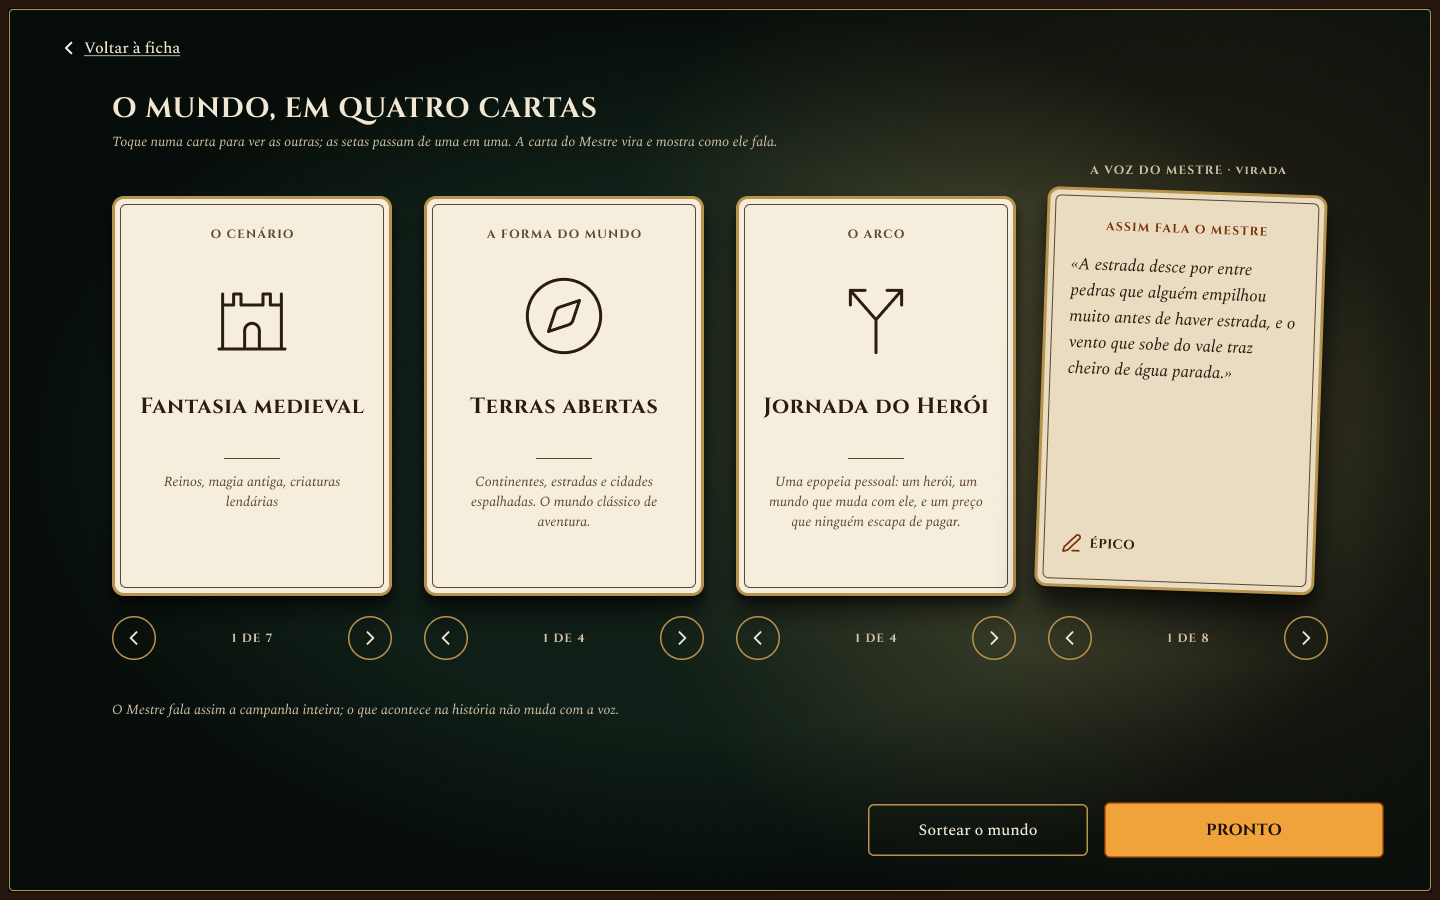 Voltar à ficha
O MUNDO, EM QUATRO CARTAS
Toque numa carta para ver as outras; as setas passam de uma em uma. A carta do Mestre vira e mostra como ele fala.
O CENÁRIO
FANTASIA MEDIEVAL
Reinos, magia antiga, criaturas
lendárias
1 DE 7
A FORMA DO MUNDO
TERRAS ABERTAS
Continentes, estradas e cidades
espalhadas. O mundo clássico de
aventura.
1 DE 4
O ARCO
JORNADA DO HERÓI
Uma epopeia pessoal: um herói, um
mundo que muda com ele, e um preço
que ninguém escapa de pagar.
1 DE 4
A VOZ DO MESTRE · VIRADA
ASSIM FALA O MESTRE
«A estrada desce por entre
pedras que alguém empilhou
muito antes de haver estrada, e o
vento que sobe do vale traz
cheiro de água parada.»
ÉPICO
1 DE 8
O Mestre fala assim a campanha inteira; o que acontece na história não muda com a voz.
Sortear o mundo
PRONTO